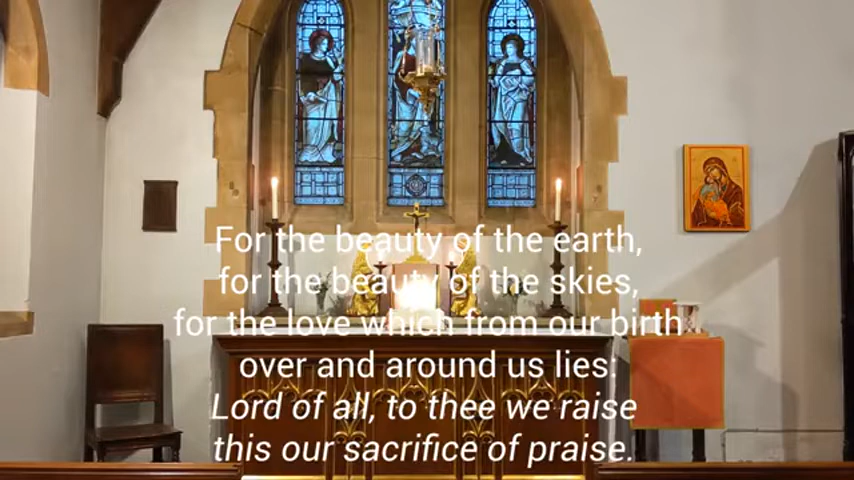 For the beauty of the earth,
for the beauty of the skies,
for the love which from our birth
over and around us lies:
Lord of all, to thee we raise
this our sacrifice of praise.